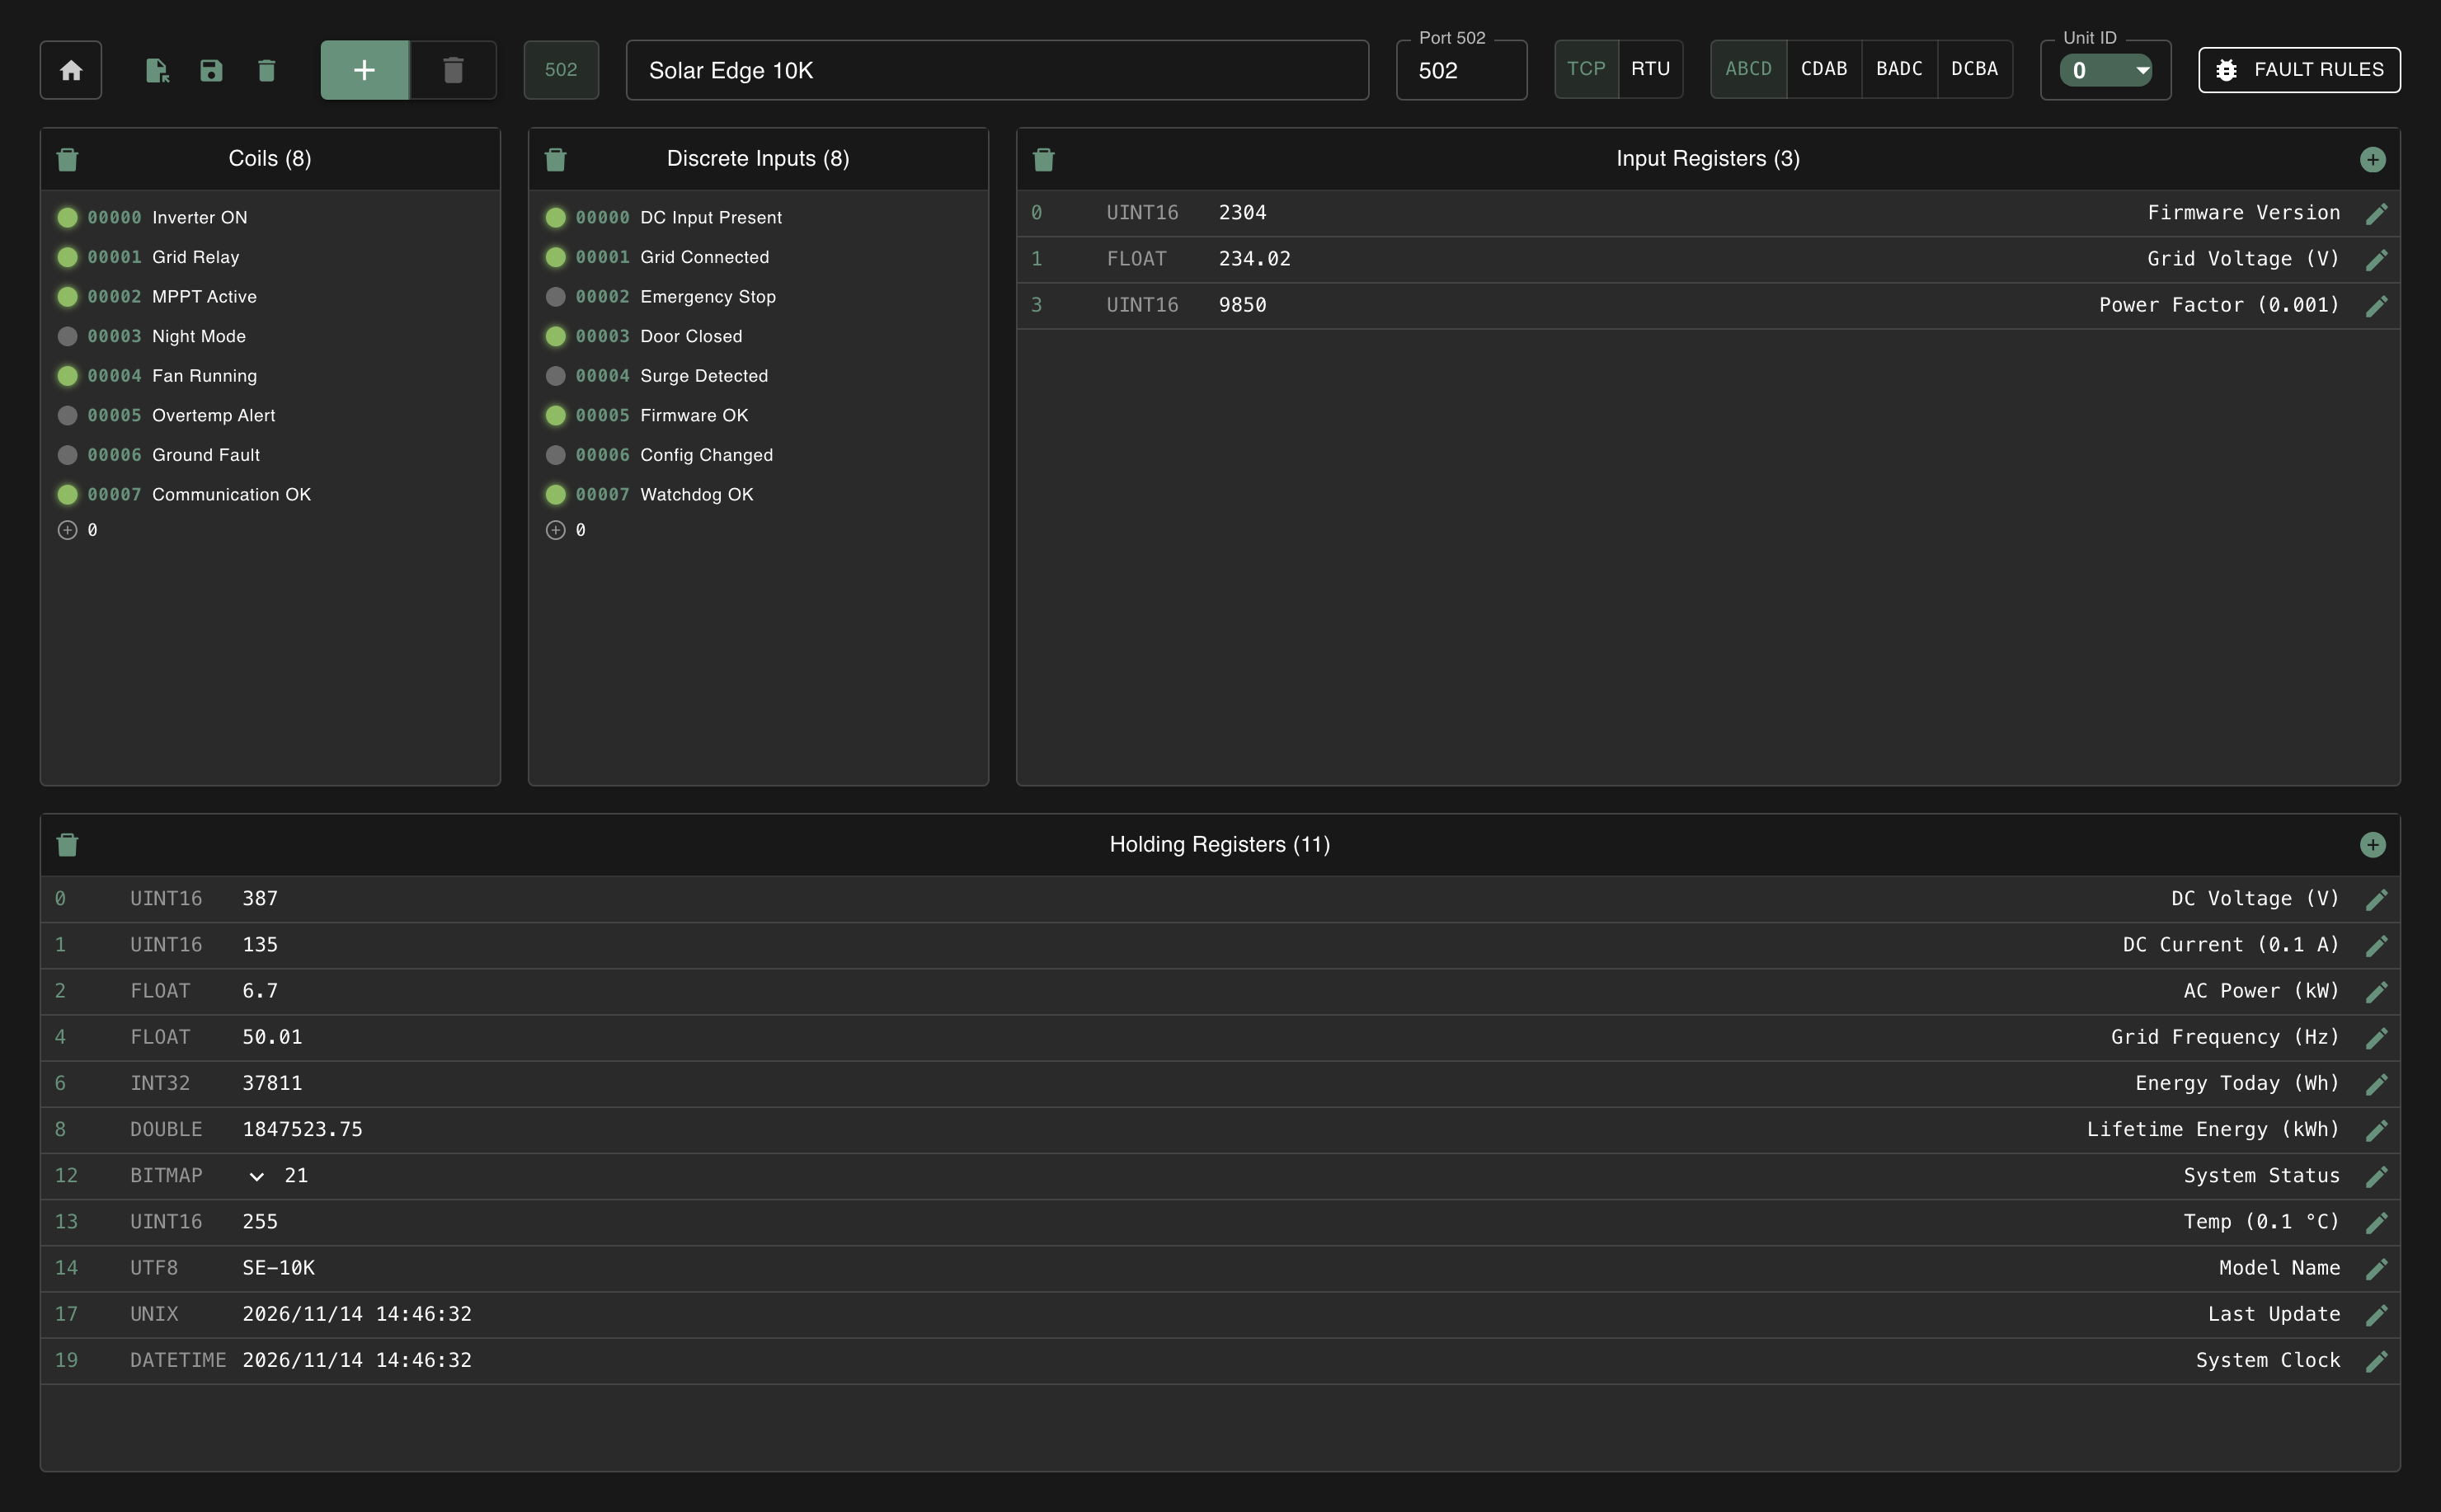 502
Solar Edge 10K
Port 502
502
TCP RTU
ABCD CDAB BADC DCBA
Unit ID
0
FAULT RULES
Coils (8)
00000 Inverter ON
00001 Grid Relay
00002 MPPT Active
00003 Night Mode
00004 Fan Running
00005 Overtemp Alert
00006 Ground Fault
00007 Communication OK
0
Discrete Inputs (8)
00000 DC Input Present
00001 Grid Connected
00002 Emergency Stop
00003 Door Closed
00004 Surge Detected
00005 Firmware OK
00006 Config Changed
00007 Watchdog OK
0
Input Registers (3)
0 UINT16 2304 Firmware Version
1 FLOAT 234.02 Grid Voltage (V)
3 UINT16 9850 Power Factor (0.001)
Holding Registers (11)
0 UINT16 387 DC Voltage (V)
1 UINT16 135 DC Current (0.1 A)
2 FLOAT 6.7 AC Power (kW)
4 FLOAT 50.01 Grid Frequency (Hz)
6 INT32 37811 Energy Today (Wh)
8 DOUBLE 1847523.75 Lifetime Energy (kWh)
12 BITMAP 21 System Status
13 UINT16 255 Temp (0.1 °C)
14 UTF8 SE-10K Model Name
17 UNIX 2026/11/14 14:46:32 Last Update
19 DATETIME 2026/11/14 14:46:32 System Clock